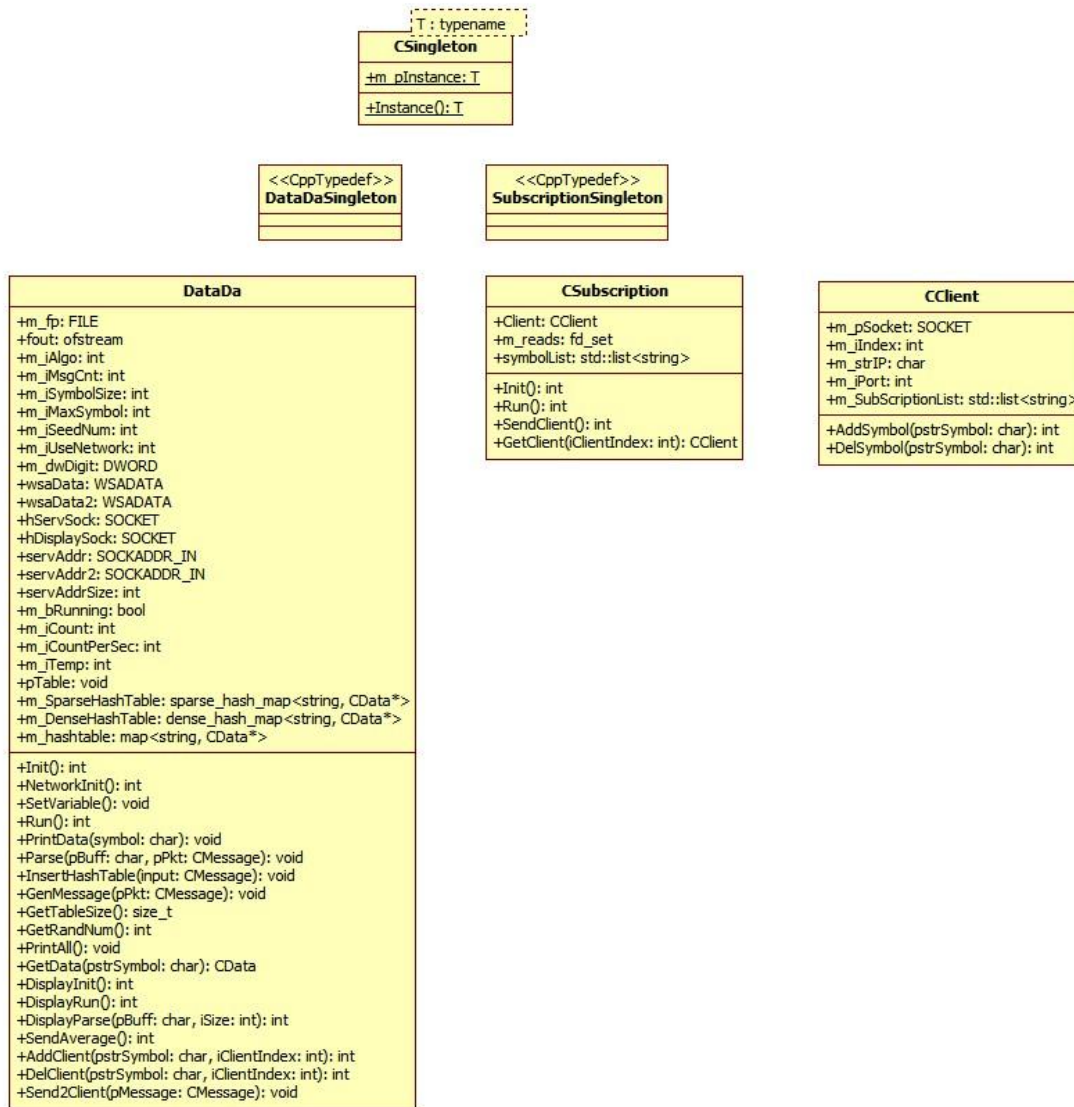 T : typename
CSingleton
+m_pInstance: T
+Instance(): T
<<CppTypedef>>
DataDaSingleton
<<CppTypedef>>
SubscriptionSingleton
DataDa
+m_fp: FILE
+fout: ofstream
+m_iAlgo: int
+m_iMsgCnt: int
+m_iSymbolSize: int
+m_iMaxSymbol: int
+m_iSeedNum: int
+m_iUseNetwork: int
+m_dwDigit: DWORD
+wsaData: WSADATA
+wsaData2: WSADATA
+hServSock: SOCKET
+hDisplaySock: SOCKET
+servAddr: SOCKADDR_IN
+servAddr2: SOCKADDR_IN
+servAddrSize: int
+m_bRunning: bool
+m_iCount: int
+m_iCountPerSec: int
+m_iTemp: int
+pTable: void
+m_SparseHashTable: sparse_hash_map<string, CData*>
+m_DenseHashTable: dense_hash_map<string, CData*>
+m_hashtable: map<string, CData*>
+Init(): int
+NetworkInit(): int
+SetVariable(): void
+Run(): int
+PrintData(symbol: char): void
+Parse(pBuff: char, pPkt: CMessage): void
+InsertHashTable(input: CMessage): void
+GenMessage(pPkt: CMessage): void
+GetTableSize(): size_t
+GetRandNum(): int
+PrintAll(): void
+GetData(pstrSymbol: char): CData
+DisplayInit(): int
+DisplayRun(): int
+DisplayParse(pBuff: char, iSize: int): int
+SendAverage(): int
+AddClient(pstrSymbol: char, iClientIndex: int): int
+DelClient(pstrSymbol: char, iClientIndex: int): int
+Send2Client(pMessage: CMessage): void
CSubscription
+Client: CClient
+m_reads: fd_set
+symbolList: std::list<string>
+Init(): int
+Run(): int
+SendClient(): int
+GetClient(iClientIndex: int): CClient
CClient
+m_pSocket: SOCKET
+m_iIndex: int
+m_strIP: char
+m_iPort: int
+m_SubScriptionList: std::list<string>
+AddSymbol(pstrSymbol: char): int
+DelSymbol(pstrSymbol: char): int